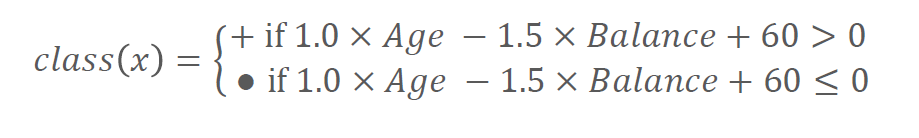 class(x) = { + if 1.0 × Age − 1.5 × Balance + 60 > 0
● if 1.0 × Age − 1.5 × Balance + 60 ≤ 0